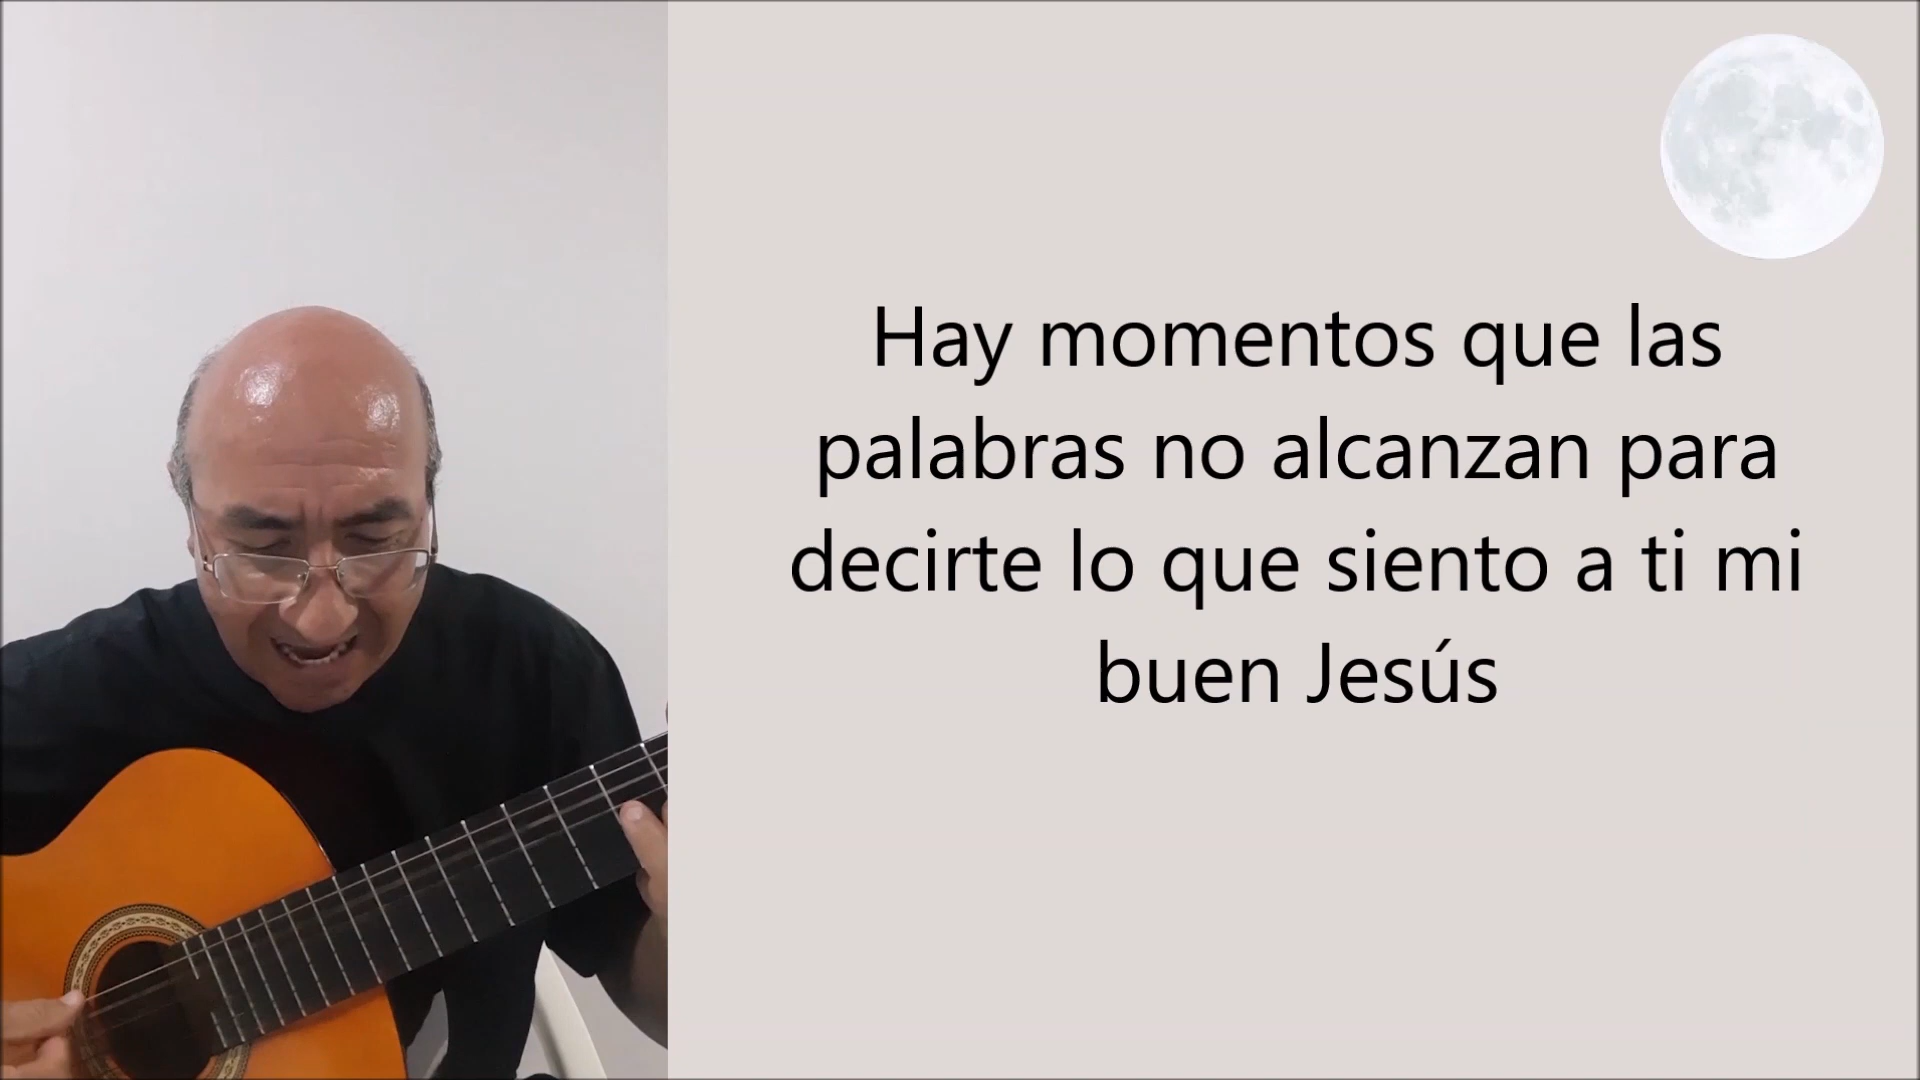 Hay momentos que las
palabras no alcanzan para
decirte lo que siento a ti mi
buen Jesús